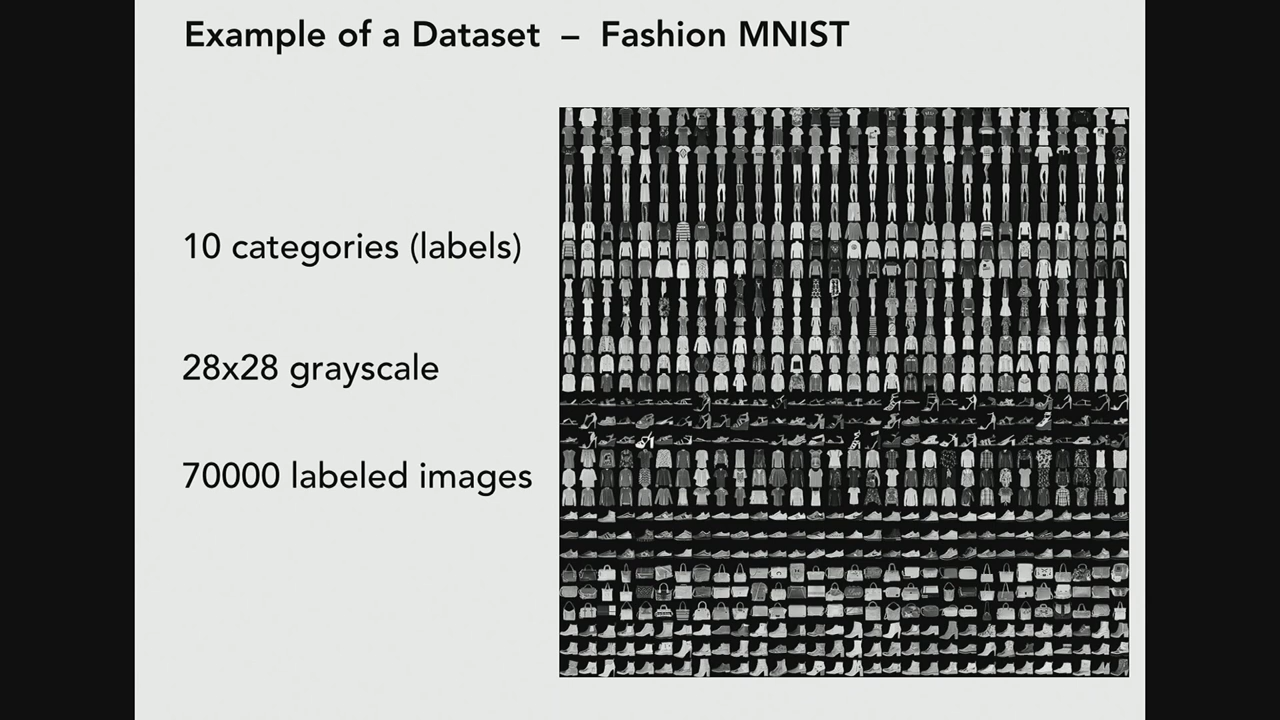 Example of a Dataset – Fashion MNIST
10 categories (labels)
28x28 grayscale
70000 labeled images